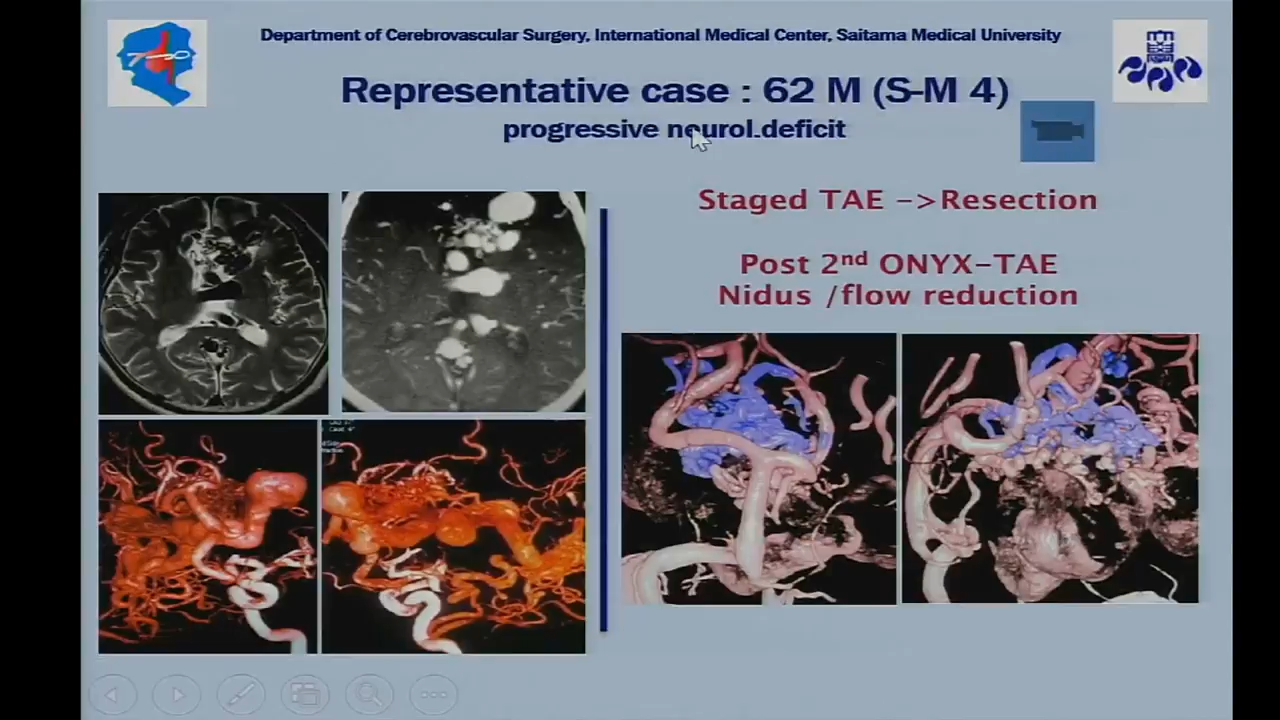 Department of Cerebrovascular Surgery, International Medical Center, Saitama Medical University
Representative case : 62 M (S-M 4)
progressive neurol.deficit
Staged TAE ->Resection
Post 2nd ONYX-TAE
Nidus /flow reduction